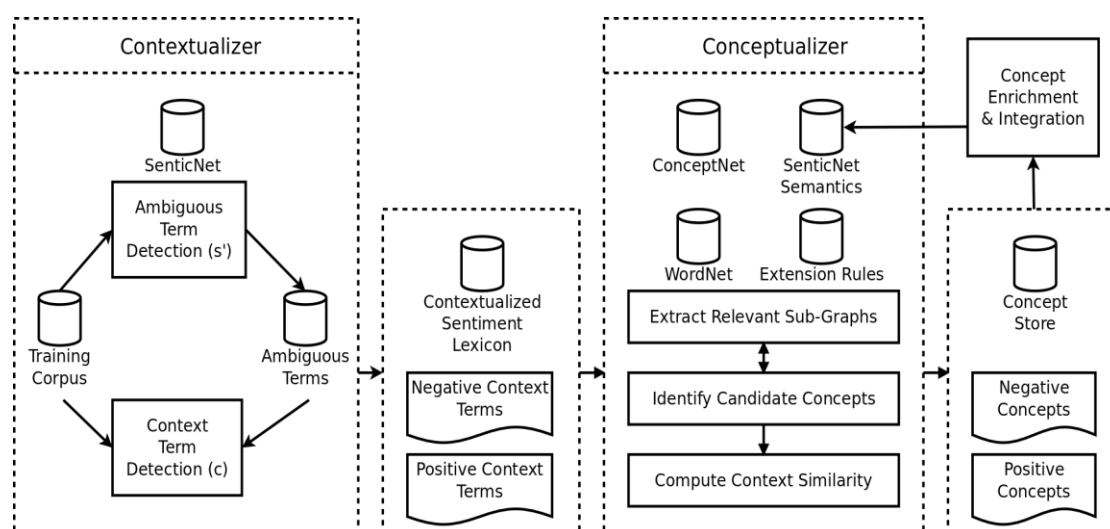 Contextualizer
SenticNet
Ambiguous
Term
Detection (s')
Training
Corpus
Ambiguous
Terms
Context
Term
Detection (c)
Contextualized
Sentiment
Lexicon
Negative Context
Terms
Positive Context
Terms
Conceptualizer
ConceptNet
SenticNet
Semantics
WordNet
Extension Rules
Extract Relevant Sub-Graphs
Identify Candidate Concepts
Compute Context Similarity
Concept
Enrichment
& Integration
Concept
Store
Negative
Concepts
Positive
Concepts